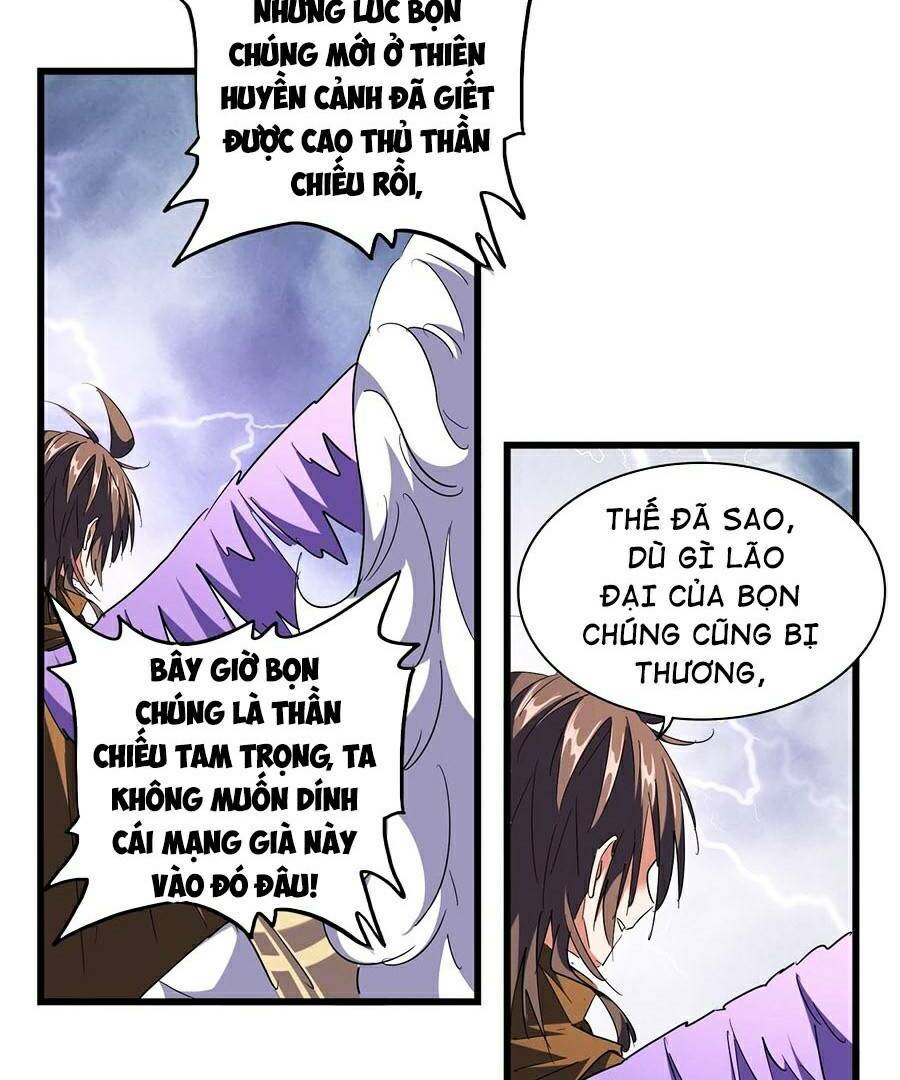 NHƯNG LÚC BỌN
CHÚNG MỚI Ở THIÊN
HUYỀN CẢNH ĐÃ GIẾT
ĐƯỢC CAO THỦ THẦN
CHIẾU RỒI,
THẾ ĐÃ SAO,
DÙ GÌ LÃO
ĐẠI CỦA BỌN
CHÚNG CŨNG BỊ
THƯƠNG,
BÂY GIỜ BỌN
CHÚNG LÀ THẦN
CHIẾU TAM TRỌNG, TA
KHÔNG MUỐN DÍNH
CÁI MẠNG GIÀ NÀY
VÀO ĐÓ ĐÂU!